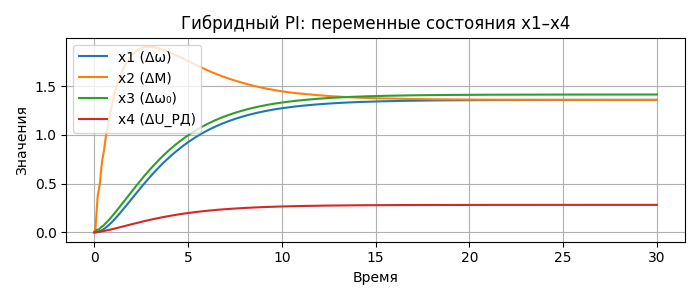 Гибридный PI: переменные состояния x1–x4
x1 (Δω)
x2 (ΔM)
x3 (Δω₀)
x4 (ΔU_РД)
Значения
1.5
1.0
0.5
0.0
0 5 10 15 20 25 30
Время